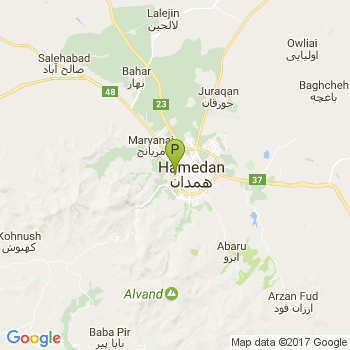 Lalejin
لالجین
Owliai
اولیایی
Salehabad
صالح آباد
Bahar
بهار
48
23
Juraqan
جورقان
Baghcheh
باغچه
Maryanaj
مریانج
P
Hamedan
همدان
37
Kohnush
کهنوش
Abaru
ابرو
Alvand
Arzan Fud
ارزان فود
Baba Pir
بابا پیر
Google
Map data ©2017 Google